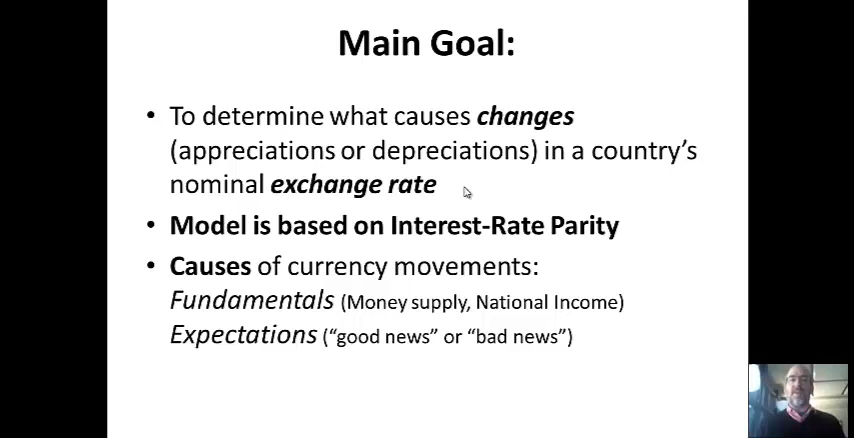 Main Goal:
• To determine what causes changes
(appreciations or depreciations) in a country's
nominal exchange rate
• Model is based on Interest-Rate Parity
• Causes of currency movements:
Fundamentals (Money supply, National Income)
Expectations (“good news” or “bad news”)